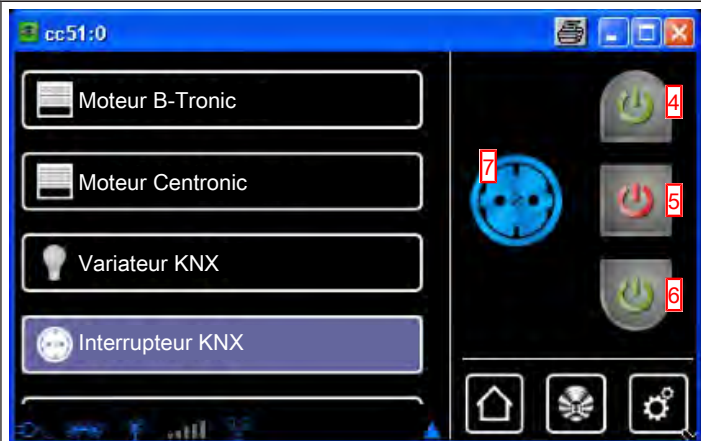 cc51:0
Moteur B-Tronic
Moteur Centronic
Variateur KNX
Interrupteur KNX
4
7
5
6